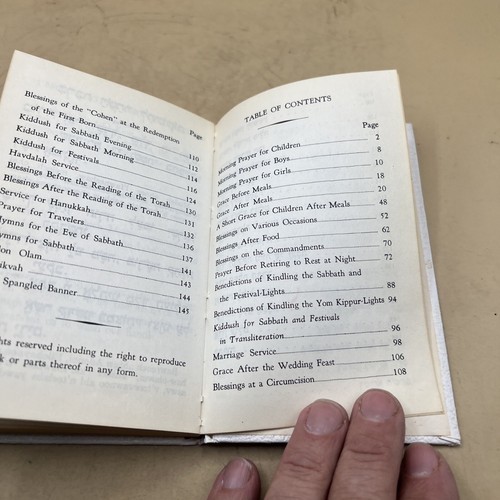 TABLE OF CONTENTS
Page
Morning Prayer for Children 2
Morning Prayer for Boys 8
Morning Prayer for Girls 10
Grace Before Meals 18
Grace After Meals 20
A Short Grace for Children After Meals 48
Blessings on Various Occasions 52
Blessings After Food 62
Blessings on the Commandments 70
Prayer Before Retiring to Rest at Night 72
Benedictions of Kindling the Sabbath and
the Festival-Lights 88
Benedictions of Kindling the Yom Kippur-Lights 94
Kiddush for Sabbath and Festivals
in Transliteration 96
Marriage Service 98
Grace After the Wedding Feast 106
Blessings at a Circumcision 108
Page
Blessings of the "Cohen" at the Redemption
of the First Born 110
Kiddush for Sabbath Evening 112
Kiddush for Sabbath Morning 114
Kiddush for Festivals 116
Havdalah Service 124
Blessings Before the Reading of the Torah 130
Blessings After the Reading of the Torah 131
Service for Hanukkah 132
Prayer for Travelers 136
Hymns for the Eve of Sabbath 137
ymns for Sabbath 141
on Olam 143
ikvah 144
Spangled Banner 145
hts reserved including the right to reproduce
k or parts thereof in any form.